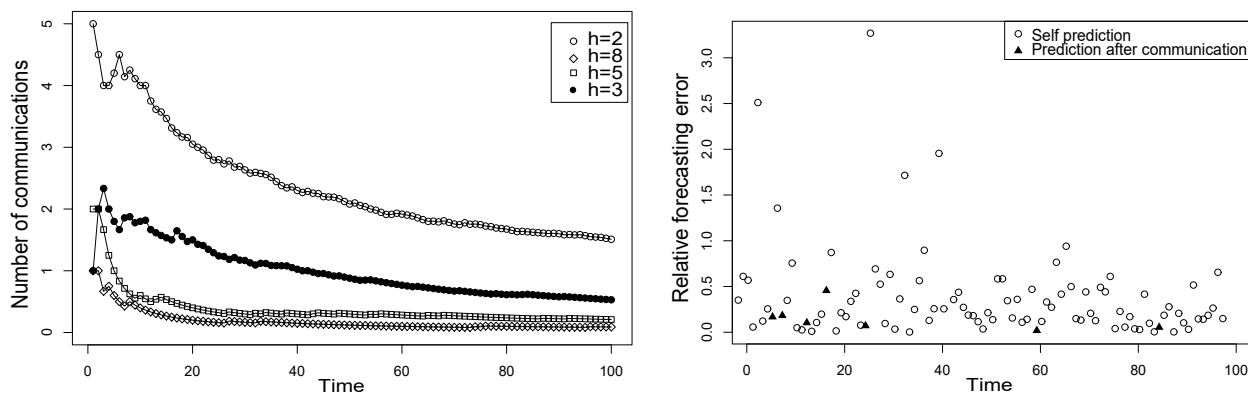 Number of communications
5
4
3
2
1
0
h=2
h=8
h=5
h=3
0 20 40 60 80 100
Time
Relative forecasting error
3.0
2.5
2.0
1.5
1.0
0.5
0.0
Self prediction
Prediction after communication
0 20 40 60 80 100
Time